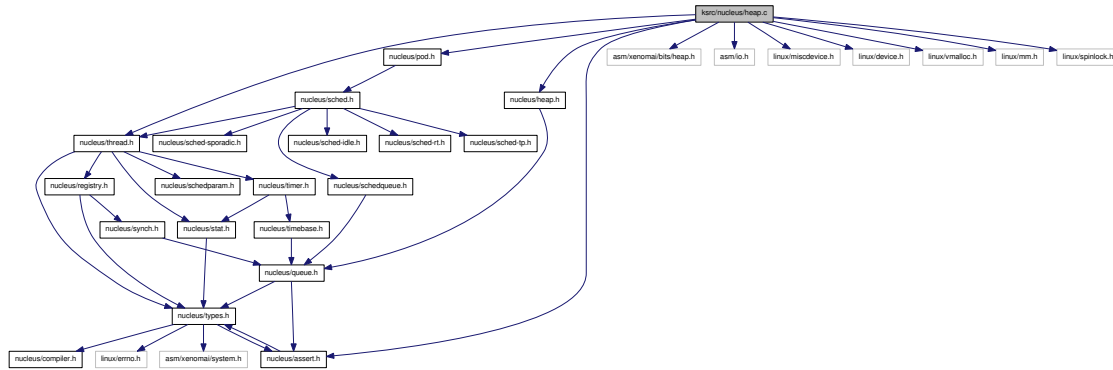 ksrc/nucleus/heap.c
nucleus/pod.h
asm/xenomai/bits/heap.h
asm/io.h
linux/miscdevice.h
linux/device.h
linux/vmalloc.h
linux/mm.h
linux/spinlock.h
nucleus/sched.h
nucleus/heap.h
nucleus/thread.h
nucleus/sched-sporadic.h
nucleus/sched-idle.h
nucleus/sched-rt.h
nucleus/sched-tp.h
nucleus/registry.h
nucleus/schedparam.h
nucleus/timer.h
nucleus/schedqueue.h
nucleus/synch.h
nucleus/stat.h
nucleus/timebase.h
nucleus/queue.h
nucleus/types.h
nucleus/compiler.h
linux/errno.h
asm/xenomai/system.h
nucleus/assert.h